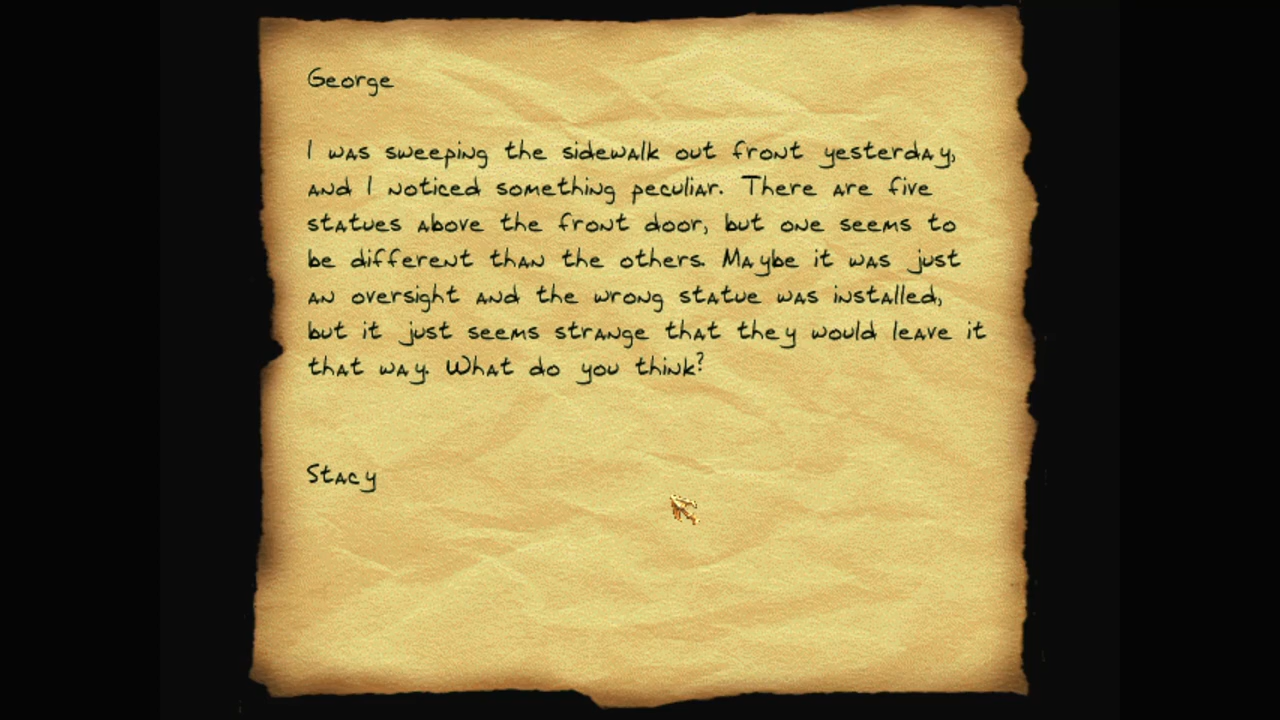 George
I was sweeping the sidewalk out front yesterday,
and I noticed something peculiar. There are five
statues above the front door, but one seems to
be different than the others. Maybe it was just
an oversight and the wrong statue was installed,
but it just seems strange that they would leave it
that way. What do you think?
Stacy